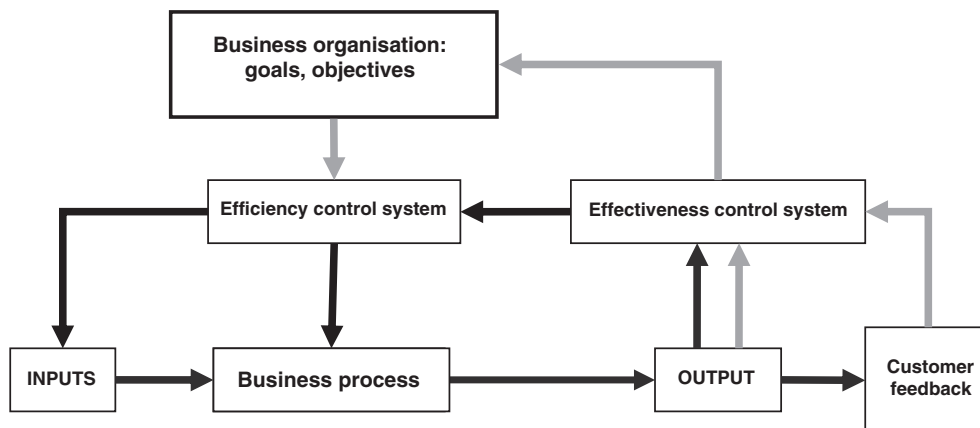 Business organisation:
goals, objectives
Efficiency control system
Effectiveness control system
INPUTS
Business process
OUTPUT
Customer
feedback